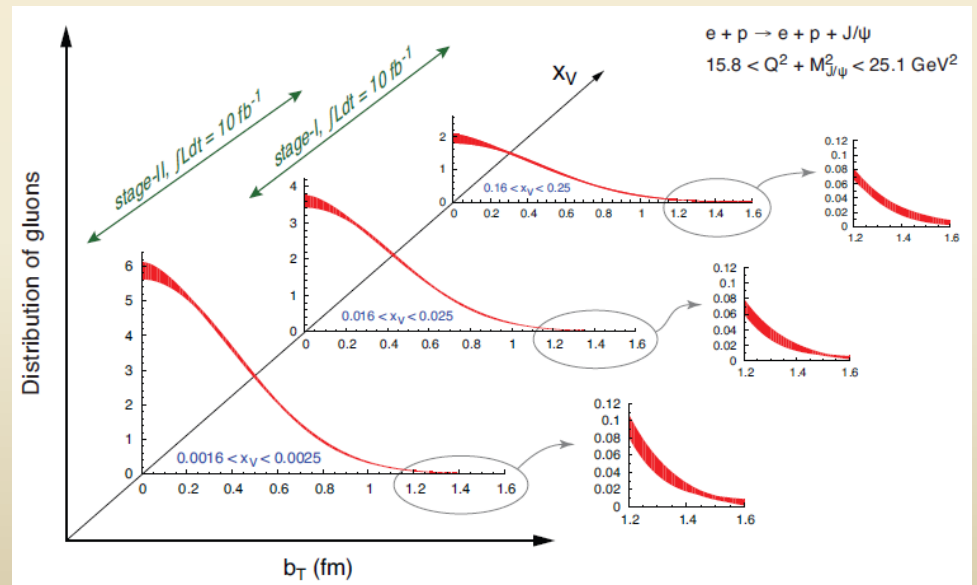 e + p → e + p + J/ψ
15.8 < Q² + M²J/ψ < 25.1 GeV²
stage-II, ∫Ldt = 10 fb⁻¹
stage-I, ∫Ldt = 10 fb⁻¹
xV
Distribution of gluons
2
1
0
0.16 < xV < 0.25
0 0.2 0.4 0.6 0.8 1 1.2 1.4 1.6
0.12
0.1
0.08
0.06
0.04
0.02
0
1.2 1.4 1.6
4
3
2
1
0
0.016 < xV < 0.025
0 0.2 0.4 0.6 0.8 1 1.2 1.4 1.6
0.12
0.1
0.08
0.06
0.04
0.02
0
1.2 1.4 1.6
6
5
4
3
2
1
0
0.0016 < xV < 0.0025
0 0.2 0.4 0.6 0.8 1 1.2 1.4 1.6
0.12
0.1
0.08
0.06
0.04
0.02
0
1.2 1.4 1.6
bT (fm)